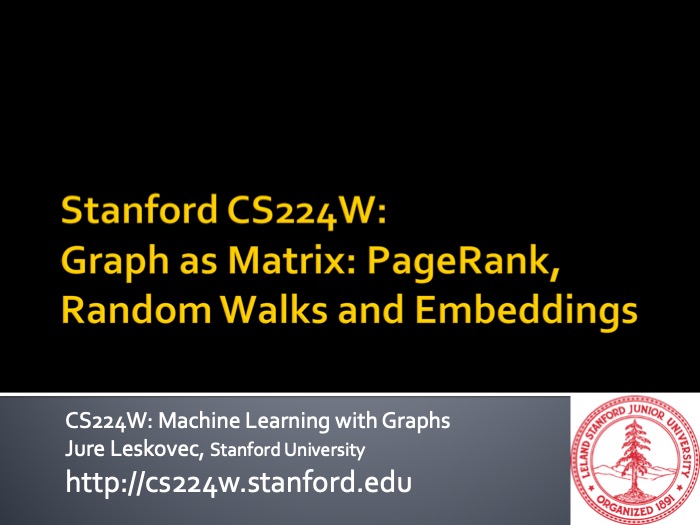 Stanford CS224W:
Graph as Matrix: PageRank,
Random Walks and Embeddings
CS224W: Machine Learning with Graphs
Jure Leskovec, Stanford University
http://cs224w.stanford.edu
LELAND STANFORD JUNIOR UNIVERSITY
ORGANIZED 1891